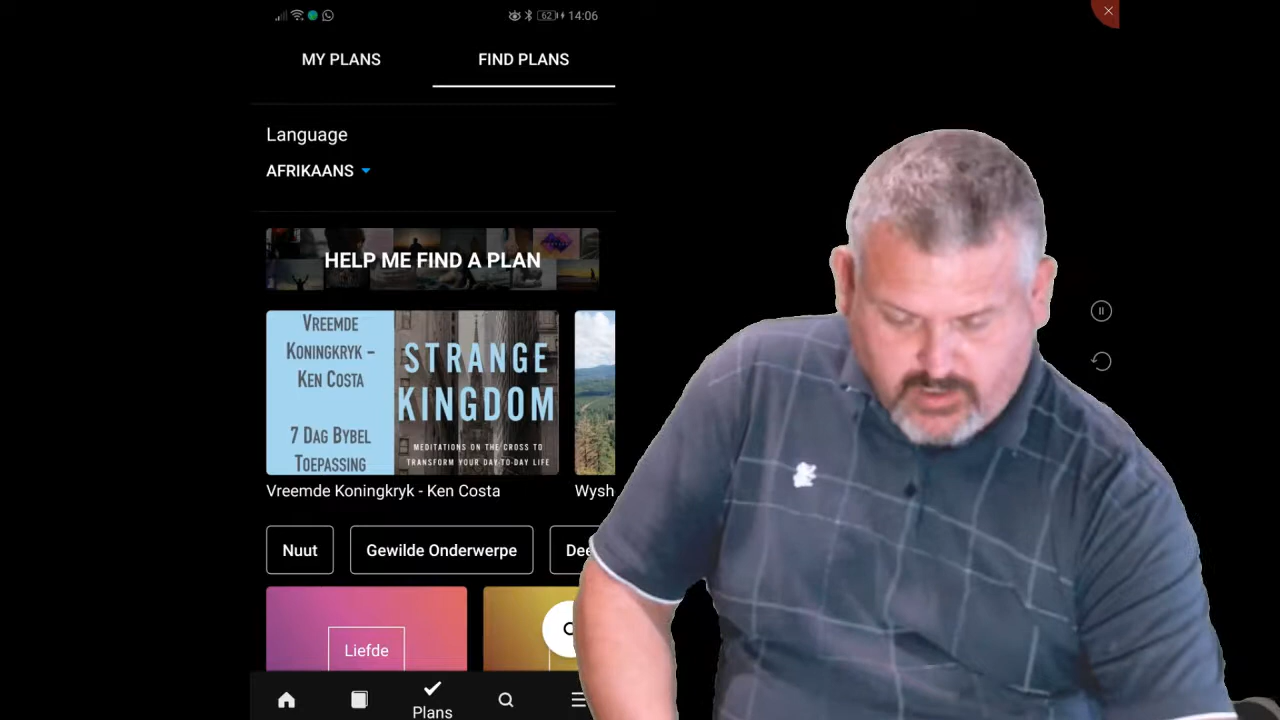 62 14:06
MY PLANS FIND PLANS
Language
AFRIKAANS
HELP ME FIND A PLAN
VREEMDE
KONINGKRYK –
KEN COSTA
7 DAG BYBEL
TOEPASSING
STRANGE
KINGDOM
MEDITATIONS ON THE CROSS TO
TRANSFORM YOUR DAY-TO-DAY LIFE
Vreemde Koningkryk - Ken Costa Wysh
Nuut Gewilde Onderwerpe Dee
Liefde
Plans